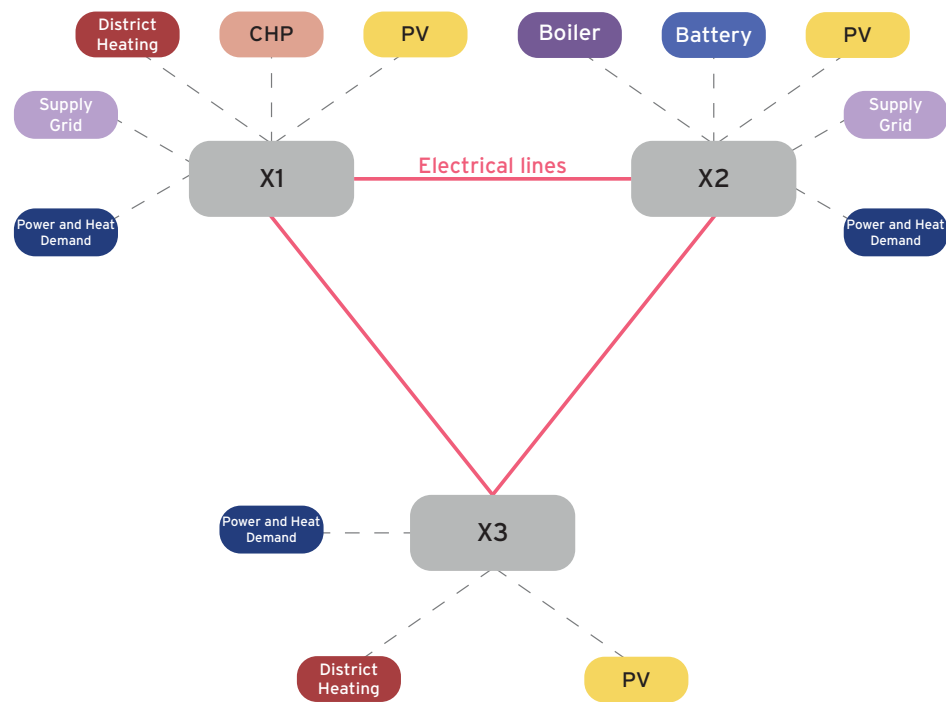 District
Heating
CHP
PV
Boiler
Battery
PV
Supply
Grid
Supply
Grid
X1
Electrical lines
X2
Power and Heat
Demand
Power and Heat
Demand
Power and Heat
Demand
X3
District
Heating
PV